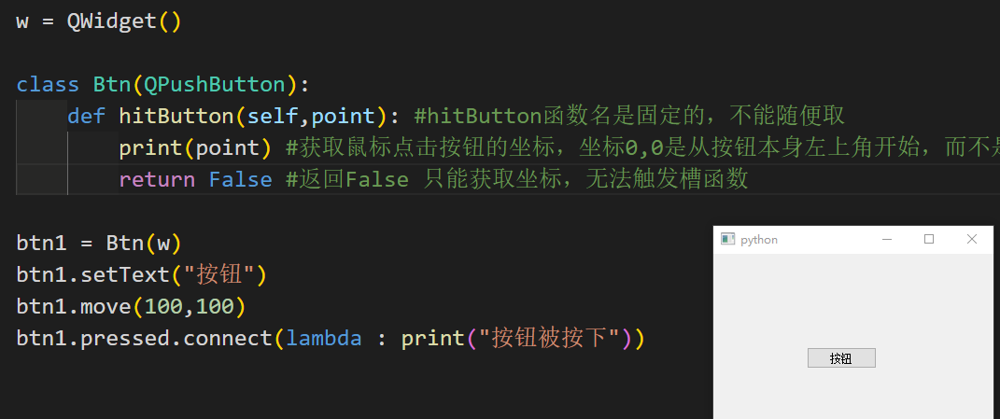 w = QWidget()
class Btn(QPushButton):
def hitButton(self,point): #hitButton函数名是固定的，不能随便取
print(point) #获取鼠标点击按钮的坐标，坐标0,0是从按钮本身左上角开始，而不是
return False #返回False 只能获取坐标，无法触发槽函数
btn1 = Btn(w)
btn1.setText("按钮")
btn1.move(100,100)
btn1.pressed.connect(lambda : print("按钮被按下"))
python
按钮